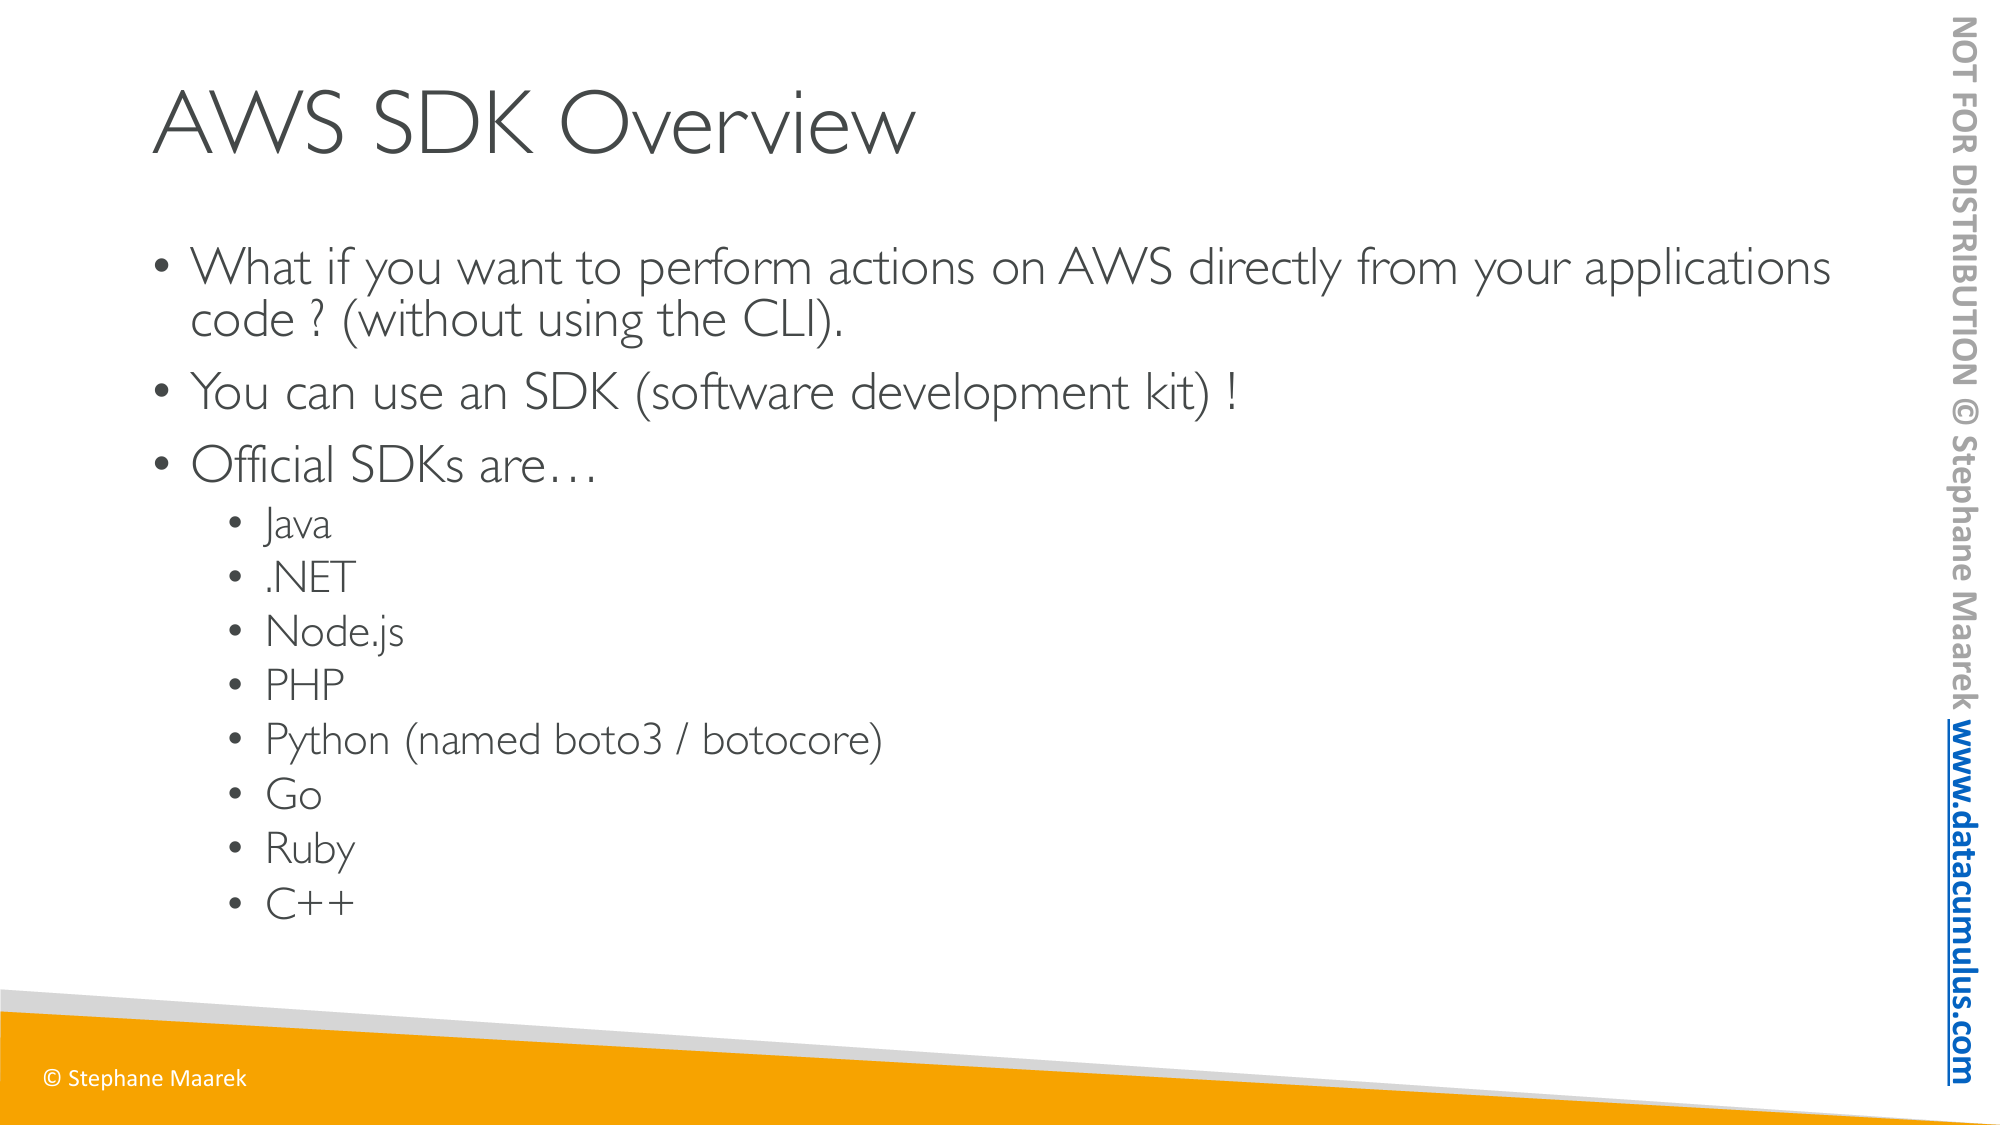 AWS SDK Overview
• What if you want to perform actions on AWS directly from your applications
code ? (without using the CLI).
• You can use an SDK (software development kit) !
• Official SDKs are…
• Java
• .NET
• Node.js
• PHP
• Python (named boto3 / botocore)
• Go
• Ruby
• C++
© Stephane Maarek
NOT FOR DISTRIBUTION © Stephane Maarek www.datacumulus.com